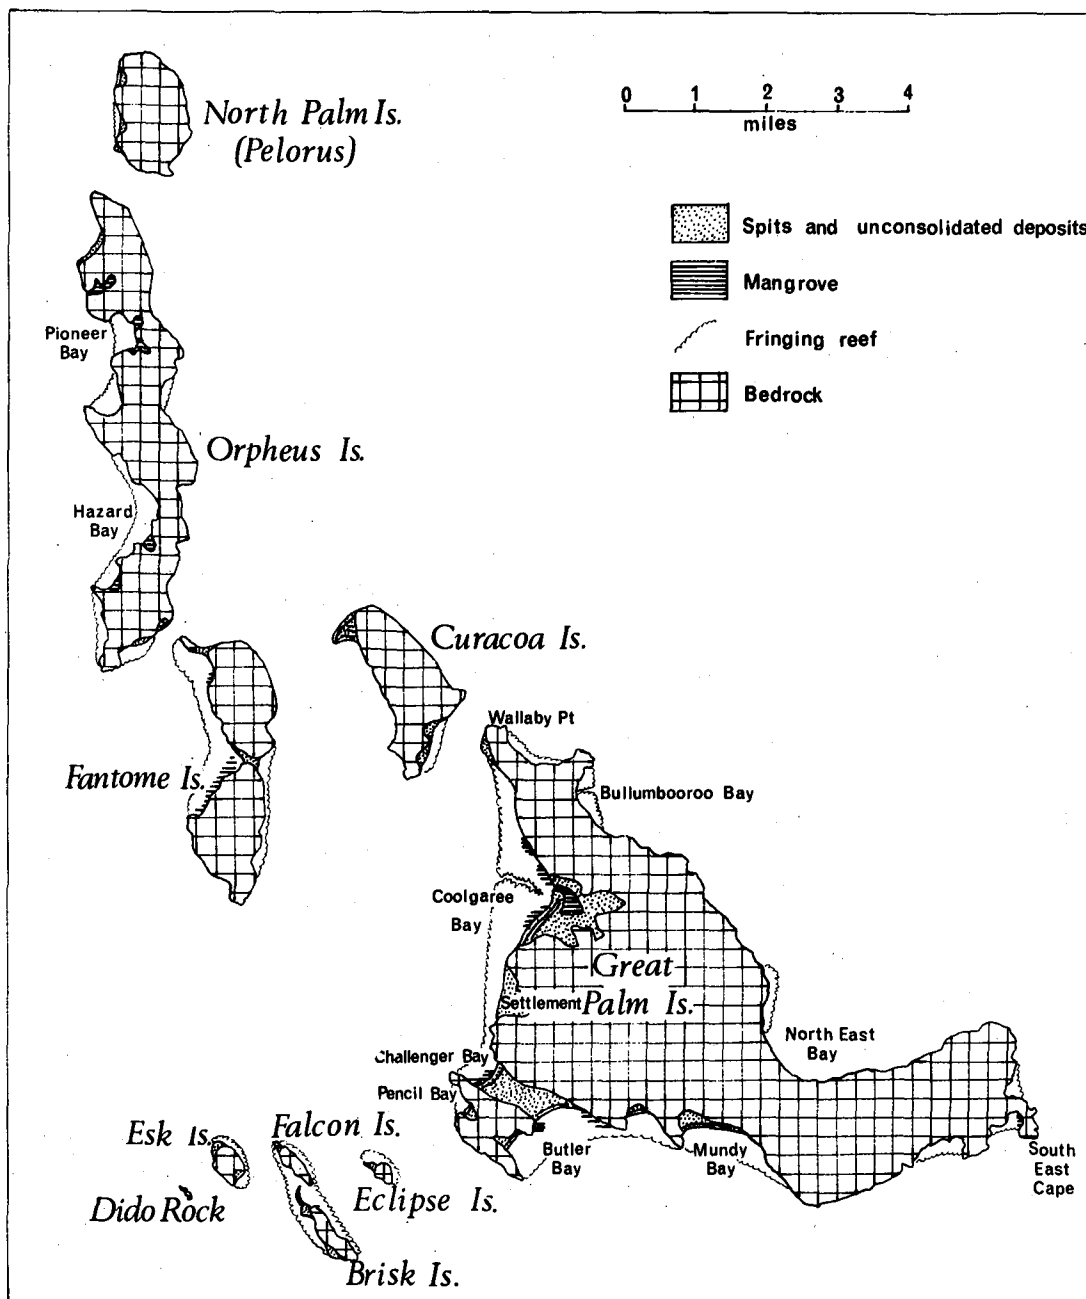 North Palm Is.
(Pelorus)
0 1 2 3 4
miles
Spits and unconsolidated deposits
Mangrove
Fringing reef
Bedrock
Pioneer
Bay
Orpheus Is.
Hazard
Bay
Curacoa Is.
Wallaby Pt
Fantome Is.
Bullumbooroo Bay
Coolgaree
Bay
Great
Palm Is.
Settlement
North East
Bay
Challenger Bay
Pencil Bay
Esk Is.
Falcon Is.
Butler
Bay
Mundy
Bay
South
East
Cape
Dido Rock
Eclipse Is.
Brisk Is.